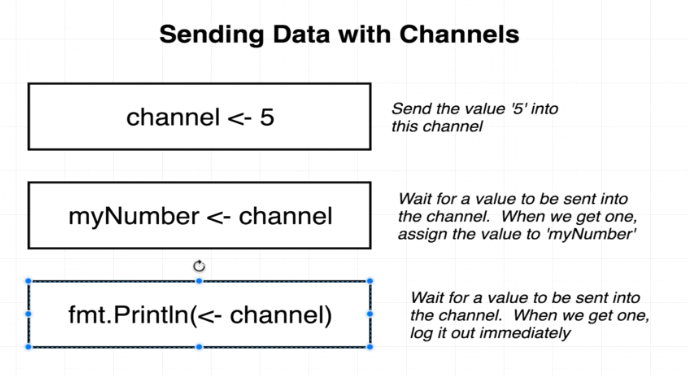 Sending Data with Channels
channel <- 5
Send the value '5' into
this channel
myNumber <- channel
Wait for a value to be sent into
the channel. When we get one,
assign the value to 'myNumber'
fmt.Println(<- channel)
Wait for a value to be sent into
the channel. When we get one,
log it out immediately